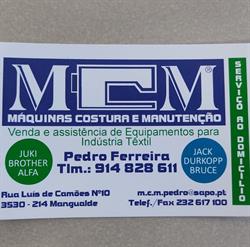 MCM®
MÁQUINAS COSTURA E MANUTENÇÃO
Venda e assistência de Equipamentos para
Indústria Têxtil
JUKI
BROTHER
ALFA
Pedro Ferreira
Tlm.: 914 828 611
JACK
DURKOPP
BRUCE
Rua Luís de Camões Nº10
3530 - 214 Mangualde
m.c.m.pedro@sapo.pt
Telef./Fax 232 617 100
SERVIÇO AO DOMICÍLIO